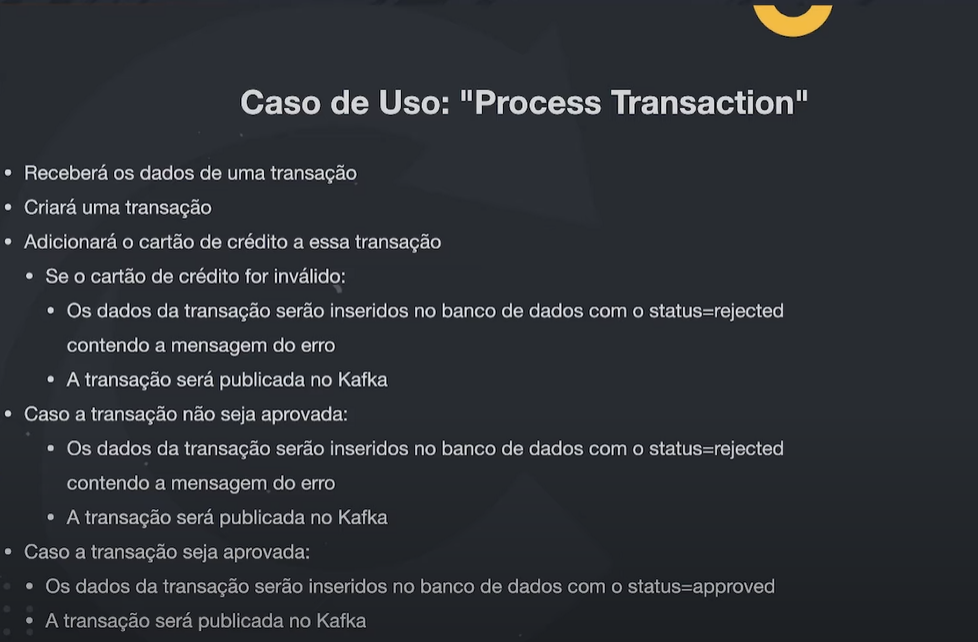 Caso de Uso: "Process Transaction"
• Receberá os dados de uma transação
• Criará uma transação
• Adicionará o cartão de crédito a essa transação
• Se o cartão de crédito for inválido:
• Os dados da transação serão inseridos no banco de dados com o status=rejected
contendo a mensagem do erro
• A transação será publicada no Kafka
• Caso a transação não seja aprovada:
• Os dados da transação serão inseridos no banco de dados com o status=rejected
contendo a mensagem do erro
• A transação será publicada no Kafka
• Caso a transação seja aprovada:
• Os dados da transação serão inseridos no banco de dados com o status=approved
• A transação será publicada no Kafka